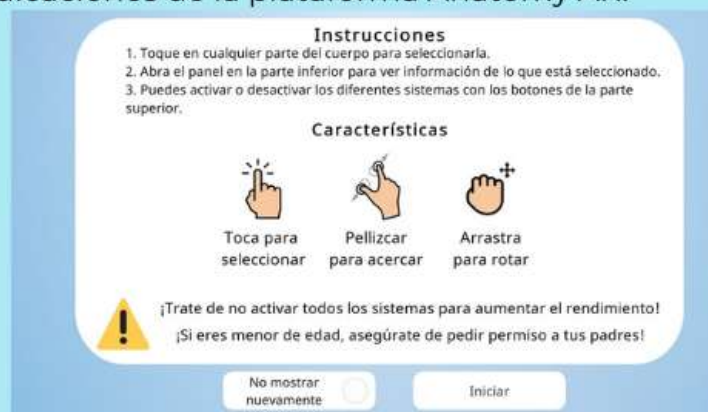 Instrucciones
1. Toque en cualquier parte del cuerpo para seleccionarla.
2. Abra el panel en la parte inferior para ver información de lo que está seleccionado.
3. Puedes activar o desactivar los diferentes sistemas con los botones de la parte
superior.
Características
Toca para
seleccionar
Pellizcar
para acercar
Arrastra
para rotar
¡Trate de no activar todos los sistemas para aumentar el rendimiento!
¡Si eres menor de edad, asegúrate de pedir permiso a tus padres!
No mostrar
nuevamente
Iniciar